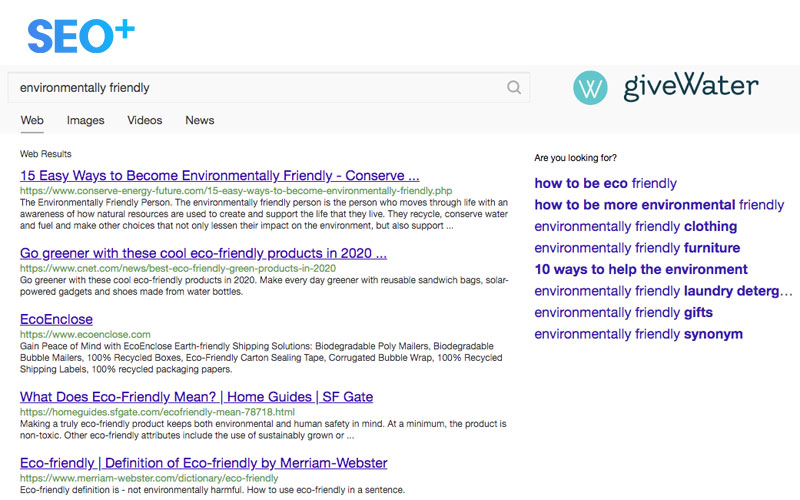 SEO+
environmentally friendly
W giveWater
Web Images Videos News
Web Results
15 Easy Ways to Become Environmentally Friendly - Conserve ...
https://www.conserve-energy-future.com/15-easy-ways-to-become-environmentally-friendly.php
The Environmentally Friendly Person. The environmentally friendly person is the person who moves through life with an
awareness of how natural resources are used to create and support the life that they live. They recycle, conserve water
and fuel and make other choices that not only lessen their impact on the environment, but also support ...
Go greener with these cool eco-friendly products in 2020 ...
https://www.cnet.com/news/best-eco-friendly-green-products-in-2020
Go greener with these cool eco-friendly products in 2020. Make every day greener with reusable sandwich bags, solar-
powered gadgets and shoes made from water bottles.
EcoEnclose
https://www.ecoenclose.com
Gain Peace of Mind with EcoEnclose Earth-friendly Shipping Solutions: Biodegradable Poly Mailers, Biodegradable
Bubble Mailers, 100% Recycled Boxes, Eco-Friendly Carton Sealing Tape, Corrugated Bubble Wrap, 100% Recycled
Shipping Labels, 100% recycled packaging papers.
What Does Eco-Friendly Mean? | Home Guides | SF Gate
https://homeguides.sfgate.com/ecofriendly-mean-78718.html
Making a truly eco-friendly product keeps both environmental and human safety in mind. At a minimum, the product is
non-toxic. Other eco-friendly attributes include the use of sustainably grown or ...
Eco-friendly | Definition of Eco-friendly by Merriam-Webster
https://www.merriam-webster.com/dictionary/eco-friendly
Eco-friendly definition is - not environmentally harmful. How to use eco-friendly in a sentence.
Are you looking for?
how to be eco friendly
how to be more environmental friendly
environmentally friendly clothing
environmentally friendly furniture
10 ways to help the environment
environmentally friendly laundry deterg...
environmentally friendly gifts
environmentally friendly synonym